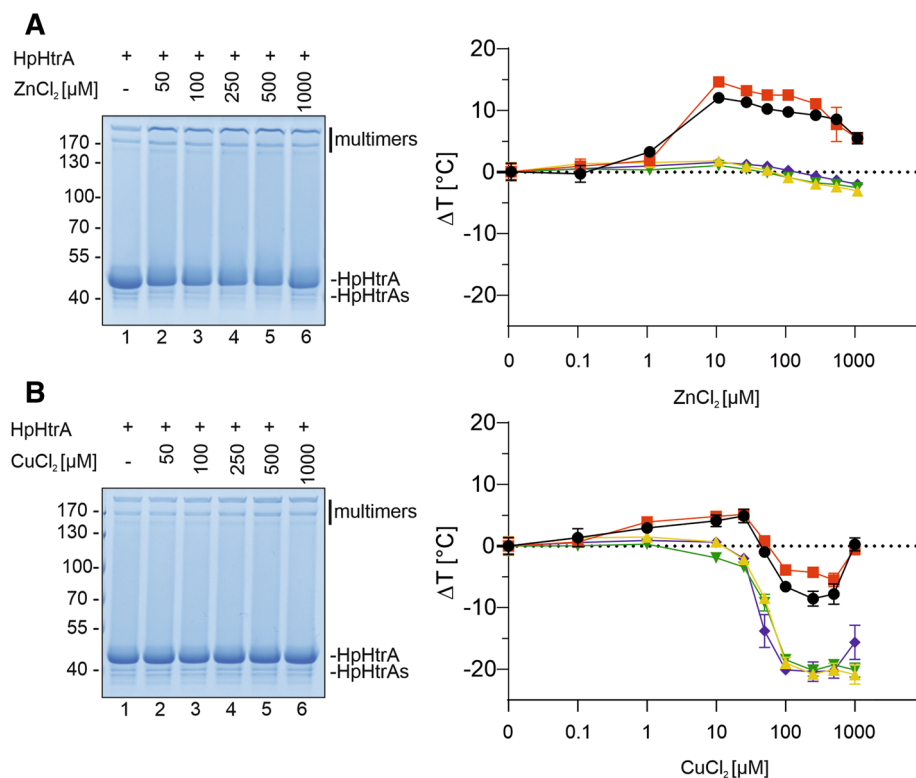 A
HpHtrA + + + + + +
ZnCl₂ [µM] - 50 100 250 500 1000
170 -
130 -
100-
70 -
55 -
40 -
multimers
-HpHtrA
-HpHtrAs
1 2 3 4 5 6
20
10
0
-10
-20
ΔT [°C]
0 0.1 1 10 100 1000
ZnCl₂ [µM]
B
HpHtrA + + + + + +
CuCl₂ [µM] - 50 100 250 500 1000
170 -
130 -
100-
70 -
55 -
40 -
multimers
-HpHtrA
-HpHtrAs
1 2 3 4 5 6
20
10
0
-10
-20
ΔT [°C]
0 0.1 1 10 100 1000
CuCl₂ [µM]